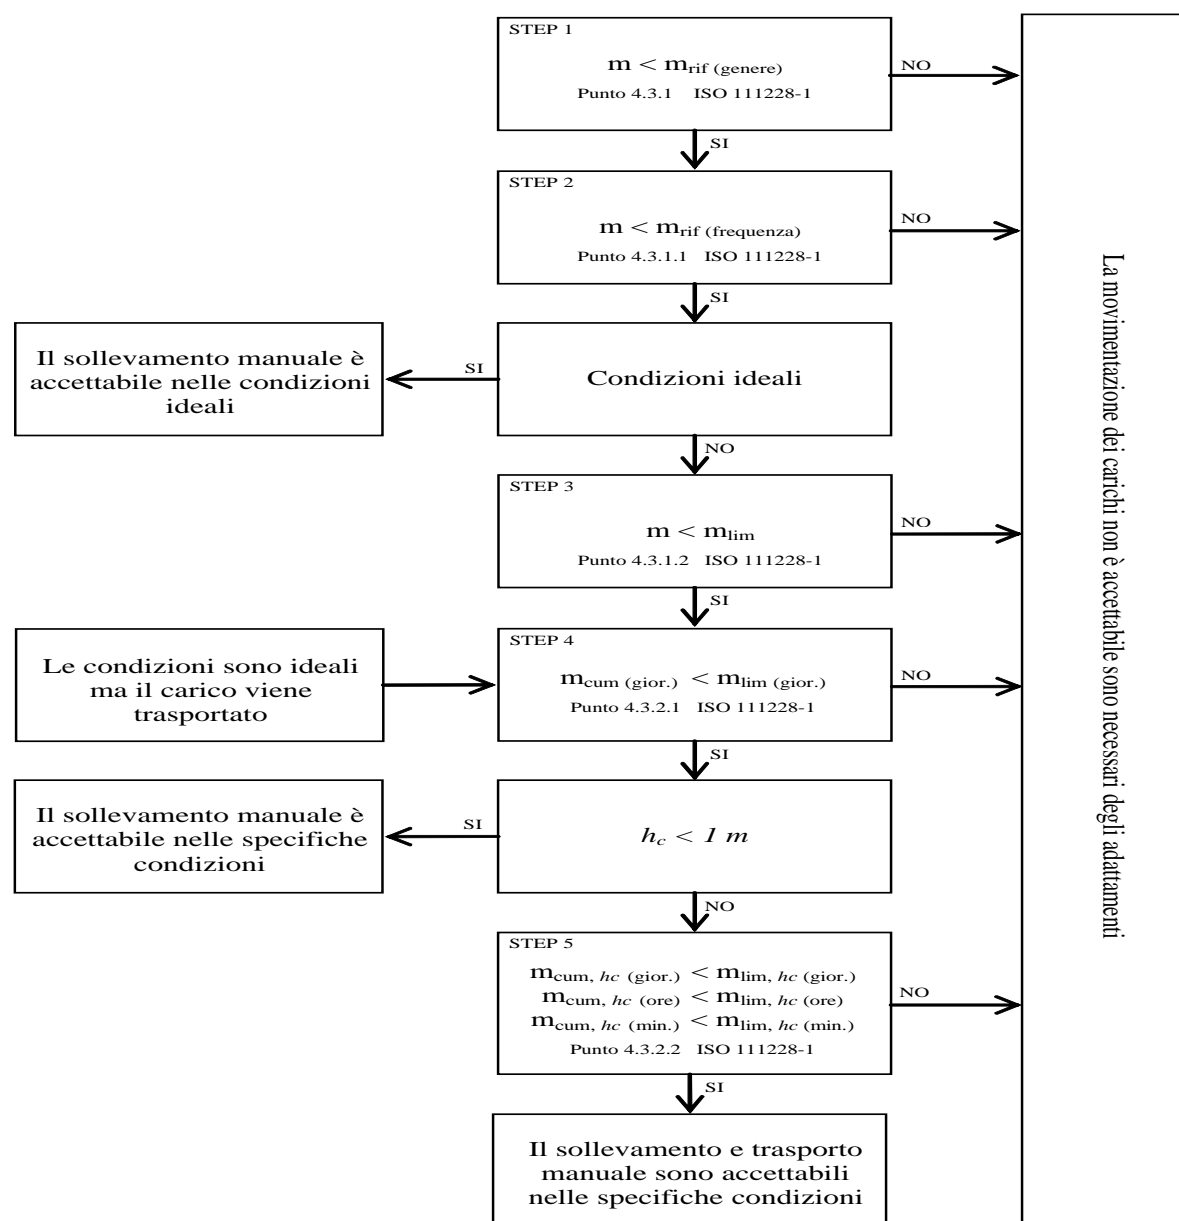 STEP 1
m < mrif (genere)
Punto 4.3.1 ISO 111228-1
NO
SI
STEP 2
m < mrif (frequenza)
Punto 4.3.1.1 ISO 111228-1
NO
SI
Il sollevamento manuale è
accettabile nelle condizioni
ideali
SI
Condizioni ideali
NO
STEP 3
m < mlim
Punto 4.3.1.2 ISO 111228-1
NO
SI
Le condizioni sono ideali
ma il carico viene
trasportato
STEP 4
mcum (gior.) < mlim (gior.)
Punto 4.3.2.1 ISO 111228-1
NO
SI
Il sollevamento manuale è
accettabile nelle specifiche
condizioni
SI
hc < 1 m
NO
STEP 5
mcum, hc (gior.) < mlim, hc (gior.)
mcum, hc (ore) < mlim, hc (ore)
mcum, hc (min.) < mlim, hc (min.)
Punto 4.3.2.2 ISO 111228-1
NO
SI
Il sollevamento e trasporto
manuale sono accettabili
nelle specifiche condizioni
La movimentazione dei carichi non è accettabile sono necessari degli adattamenti